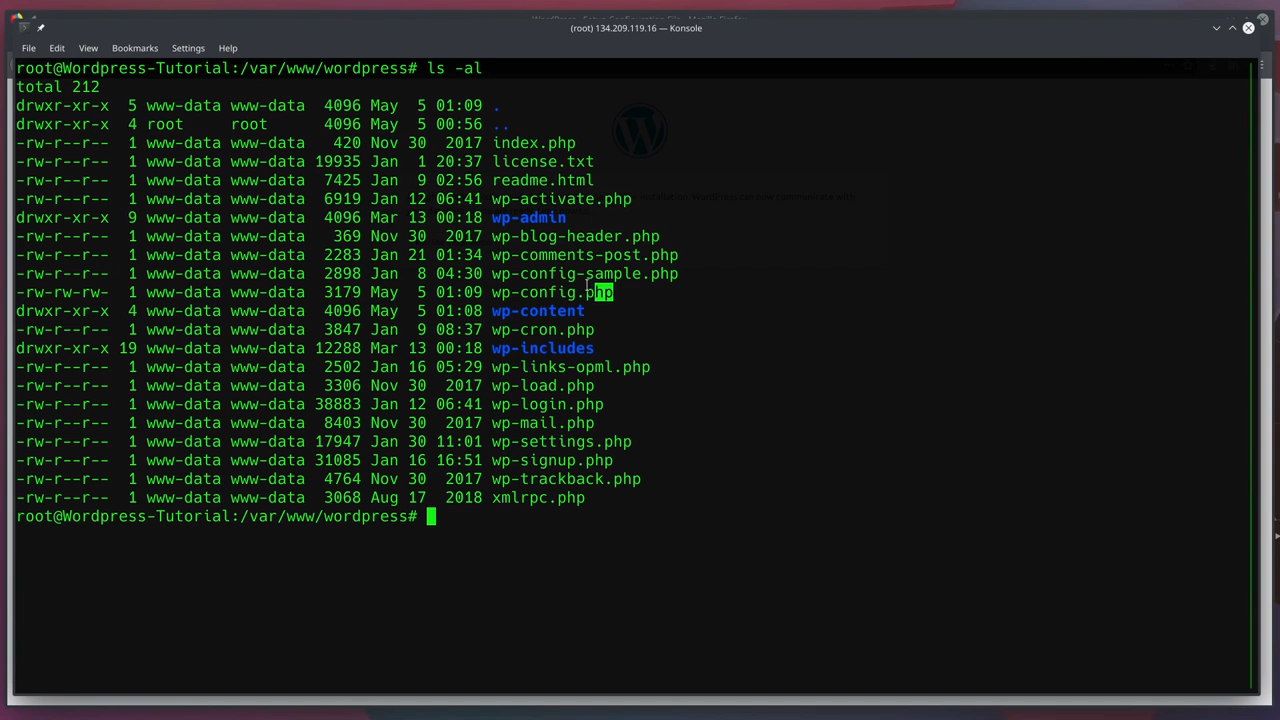 WordPress › Setup Configuration File - Mozilla Firefox
(root) 134.209.119.16 — Konsole
File Edit View Bookmarks Settings Help
root@Wordpress-Tutorial:/var/www/wordpress# ls -al
total 212
drwxr-xr-x 5 www-data www-data 4096 May 5 01:09 .
drwxr-xr-x 4 root root 4096 May 5 00:56 ..
-rw-r--r-- 1 www-data www-data 420 Nov 30 2017 index.php
-rw-r--r-- 1 www-data www-data 19935 Jan 1 20:37 license.txt
-rw-r--r-- 1 www-data www-data 7425 Jan 9 02:56 readme.html
-rw-r--r-- 1 www-data www-data 6919 Jan 12 06:41 wp-activate.php
installation. WordPress can now communicate with
drwxr-xr-x 9 www-data www-data 4096 Mar 13 00:18 wp-admin
-rw-r--r-- 1 www-data www-data 369 Nov 30 2017 wp-blog-header.php
-rw-r--r-- 1 www-data www-data 2283 Jan 21 01:34 wp-comments-post.php
-rw-r--r-- 1 www-data www-data 2898 Jan 8 04:30 wp-config-sample.php
-rw-rw-rw- 1 www-data www-data 3179 May 5 01:09 wp-config.php
drwxr-xr-x 4 www-data www-data 4096 May 5 01:08 wp-content
-rw-r--r-- 1 www-data www-data 3847 Jan 9 08:37 wp-cron.php
drwxr-xr-x 19 www-data www-data 12288 Mar 13 00:18 wp-includes
-rw-r--r-- 1 www-data www-data 2502 Jan 16 05:29 wp-links-opml.php
-rw-r--r-- 1 www-data www-data 3306 Nov 30 2017 wp-load.php
-rw-r--r-- 1 www-data www-data 38883 Jan 12 06:41 wp-login.php
-rw-r--r-- 1 www-data www-data 8403 Nov 30 2017 wp-mail.php
-rw-r--r-- 1 www-data www-data 17947 Jan 30 11:01 wp-settings.php
-rw-r--r-- 1 www-data www-data 31085 Jan 16 16:51 wp-signup.php
-rw-r--r-- 1 www-data www-data 4764 Nov 30 2017 wp-trackback.php
-rw-r--r-- 1 www-data www-data 3068 Aug 17 2018 xmlrpc.php
root@Wordpress-Tutorial:/var/www/wordpress#